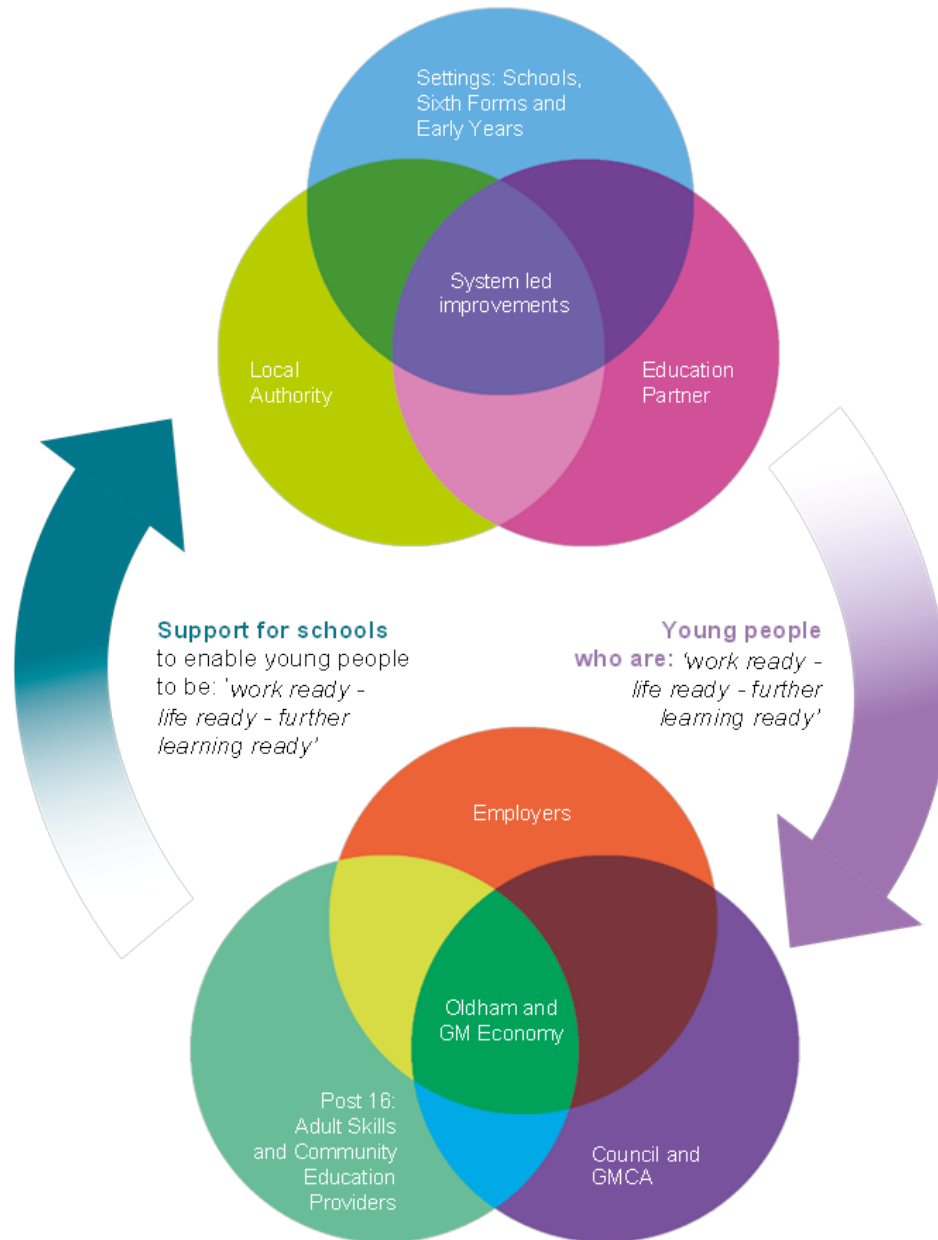 Settings: Schools,
Sixth Forms and
Early Years
System led
improvements
Local
Authority
Education
Partner
Support for schools
to enable young people
to be: 'work ready -
life ready - further
learning ready'
Young people
who are: 'work ready -
life ready - further
learning ready'
Employers
Oldham and
GM Economy
Post 16:
Adult Skills
and Community
Education
Providers
Council and
GMCA